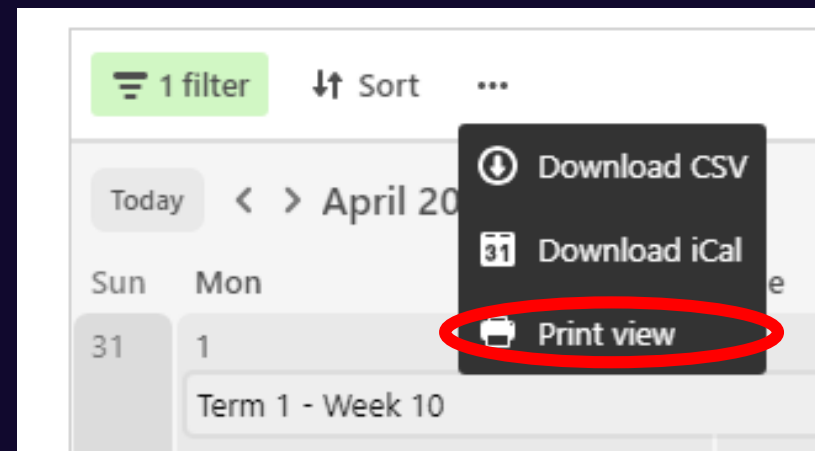 1 filter Sort ...
Download CSV
Today < > April 20
31 Download iCal
Sun Mon e
Print view
31 1
Term 1 - Week 10